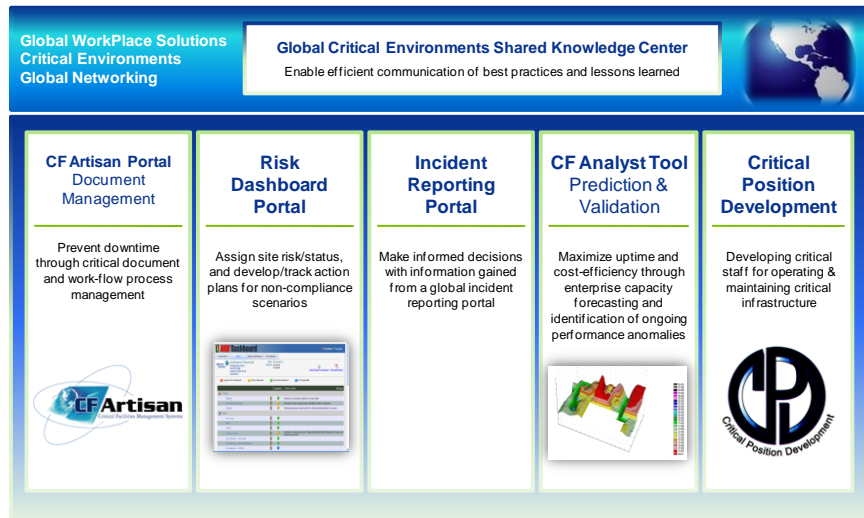 Global WorkPlace Solutions
Critical Environments
Global Networking
Global Critical Environments Shared Knowledge Center
Enable efficient communication of best practices and lessons learned
CF Artisan Portal
Document
Management
Prevent downtime
through critical document
and work-flow process
management
CF Artisan
Critical Facilities Management Systems
Risk
Dashboard
Portal
Assign site risk/status,
and develop/track action
plans for non-compliance
scenarios
Dashboard
Incident
Reporting
Portal
Make informed decisions
with information gained
from a global incident
reporting portal
CF Analyst Tool
Prediction &
Validation
Maximize uptime and
cost-efficiency through
enterprise capacity
forecasting and
identification of ongoing
performance anomalies
Critical
Position
Development
Developing critical
staff for operating &
maintaining critical
infrastructure
CPD
Critical Position Development